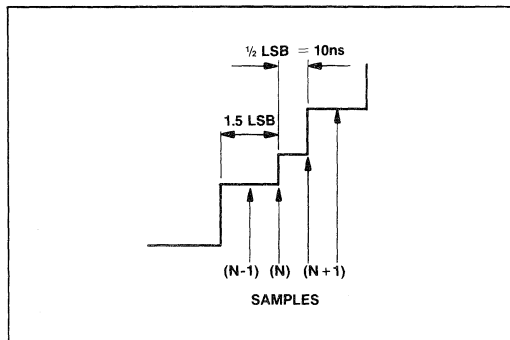 ½ LSB = 10ns
1.5 LSB
(N-1) (N) (N+1)
SAMPLES